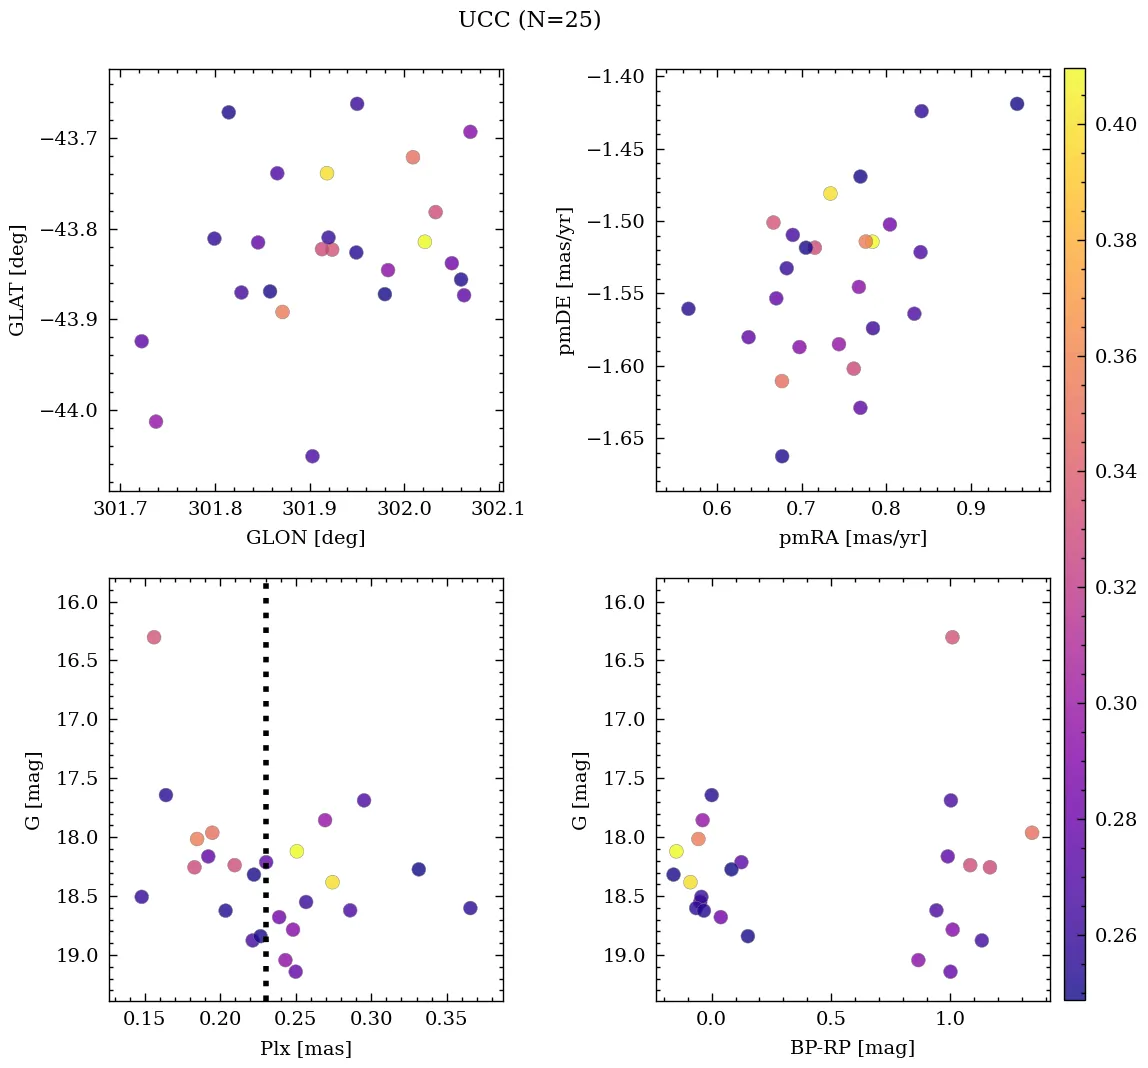 UCC (N=25)
−43.7
−43.8
−43.9
−44.0
GLAT [deg]
301.7 301.8 301.9 302.0 302.1
GLON [deg]
−1.40
−1.45
−1.50
−1.55
−1.60
−1.65
pmDE [mas/yr]
0.6 0.7 0.8 0.9
pmRA [mas/yr]
16.0
16.5
17.0
17.5
18.0
18.5
19.0
G [mag]
0.15 0.20 0.25 0.30 0.35
Plx [mas]
16.0
16.5
17.0
17.5
18.0
18.5
19.0
G [mag]
0.0 0.5 1.0
BP-RP [mag]
0.40
0.38
0.36
0.34
0.32
0.30
0.28
0.26